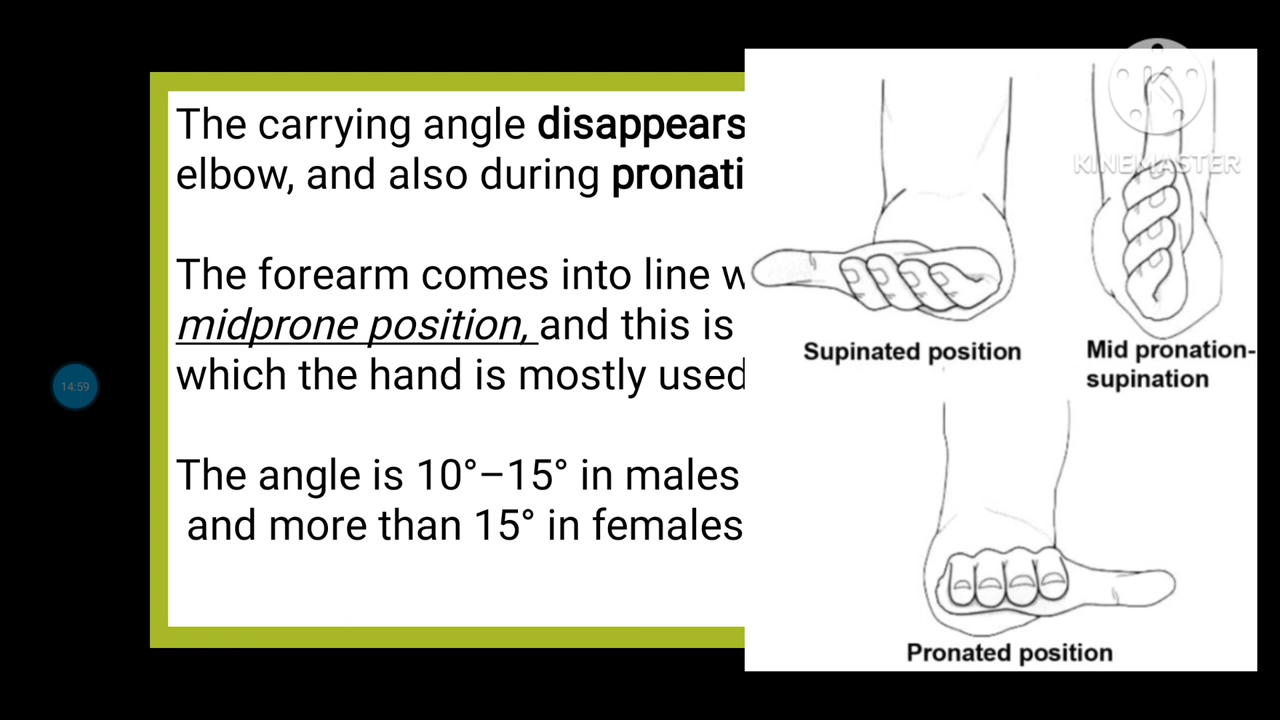 The carrying angle disappears
elbow, and also during pronati
The forearm comes into line w
midprone position, and this is
which the hand is mostly used
The angle is 10°–15° in males
and more than 15° in females
14:59
KINEMASTER
Supinated position
Mid pronation-
supination
Pronated position